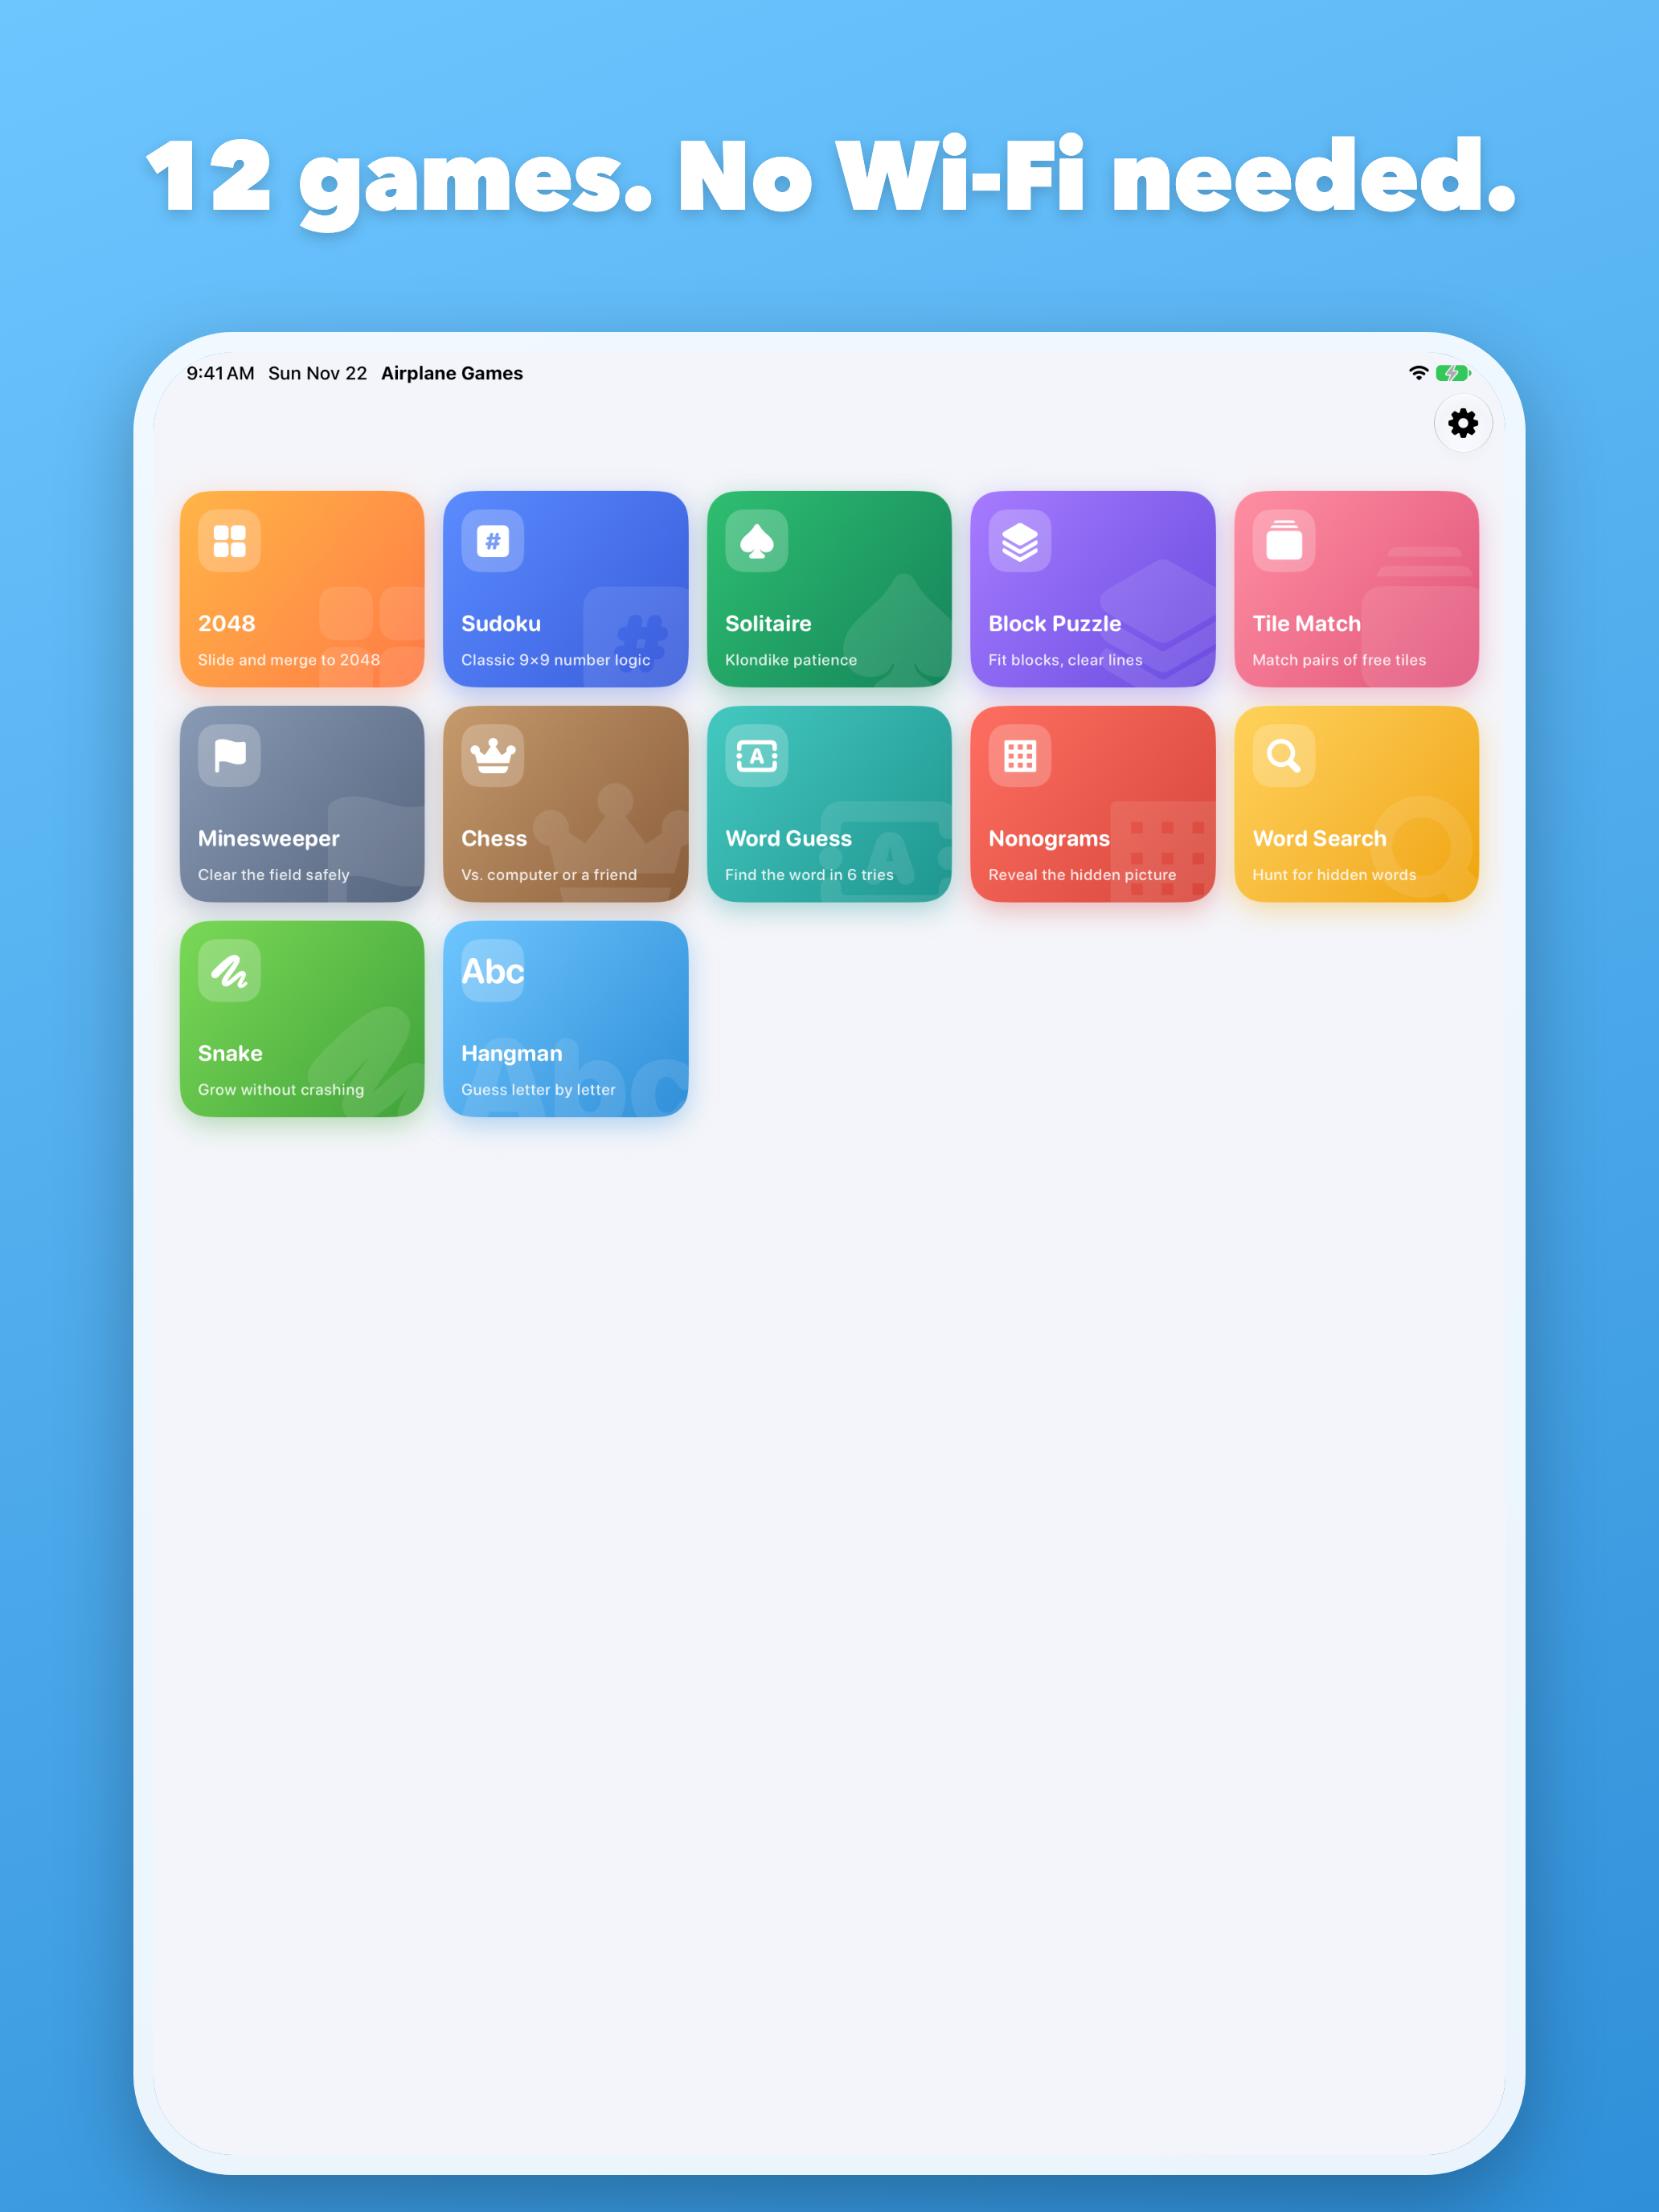 12 games. No Wi-Fi needed.
9:41 AM Sun Nov 22 Airplane Games
2048
Slide and merge to 2048
#
Sudoku
Classic 9×9 number logic
Solitaire
Klondike patience
Block Puzzle
Fit blocks, clear lines
Tile Match
Match pairs of free tiles
Minesweeper
Clear the field safely
Chess
Vs. computer or a friend
A
Word Guess
Find the word in 6 tries
Nonograms
Reveal the hidden picture
Word Search
Hunt for hidden words
Snake
Grow without crashing
Abc
Hangman
Guess letter by letter